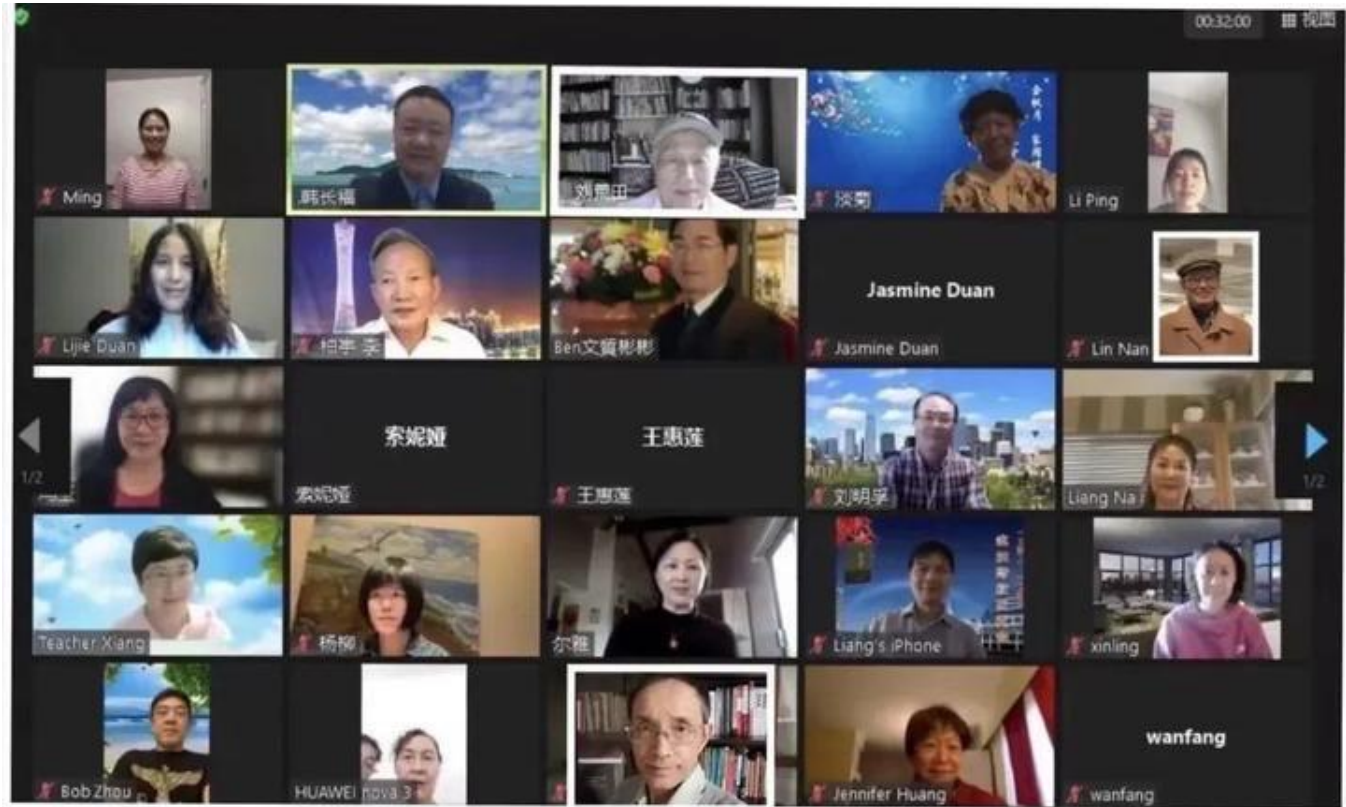 00:32:00
视图
Ming
韩长福
刘荒田
淡菊
Li Ping
Lijie Duan
柏宇 李
Ben文質彬彬
Jasmine Duan
Jasmine Duan
Lin Nan
1/2
索妮娅
索妮娅
王惠莲
王惠莲
刘明孚
Liang Na
1/2
Teacher Xiang
杨柳
尔雅
Liang's iPhone
xinling
Bob Zhou
HUAWEI nova 3
Jennifer Huang
wanfang
wanfang